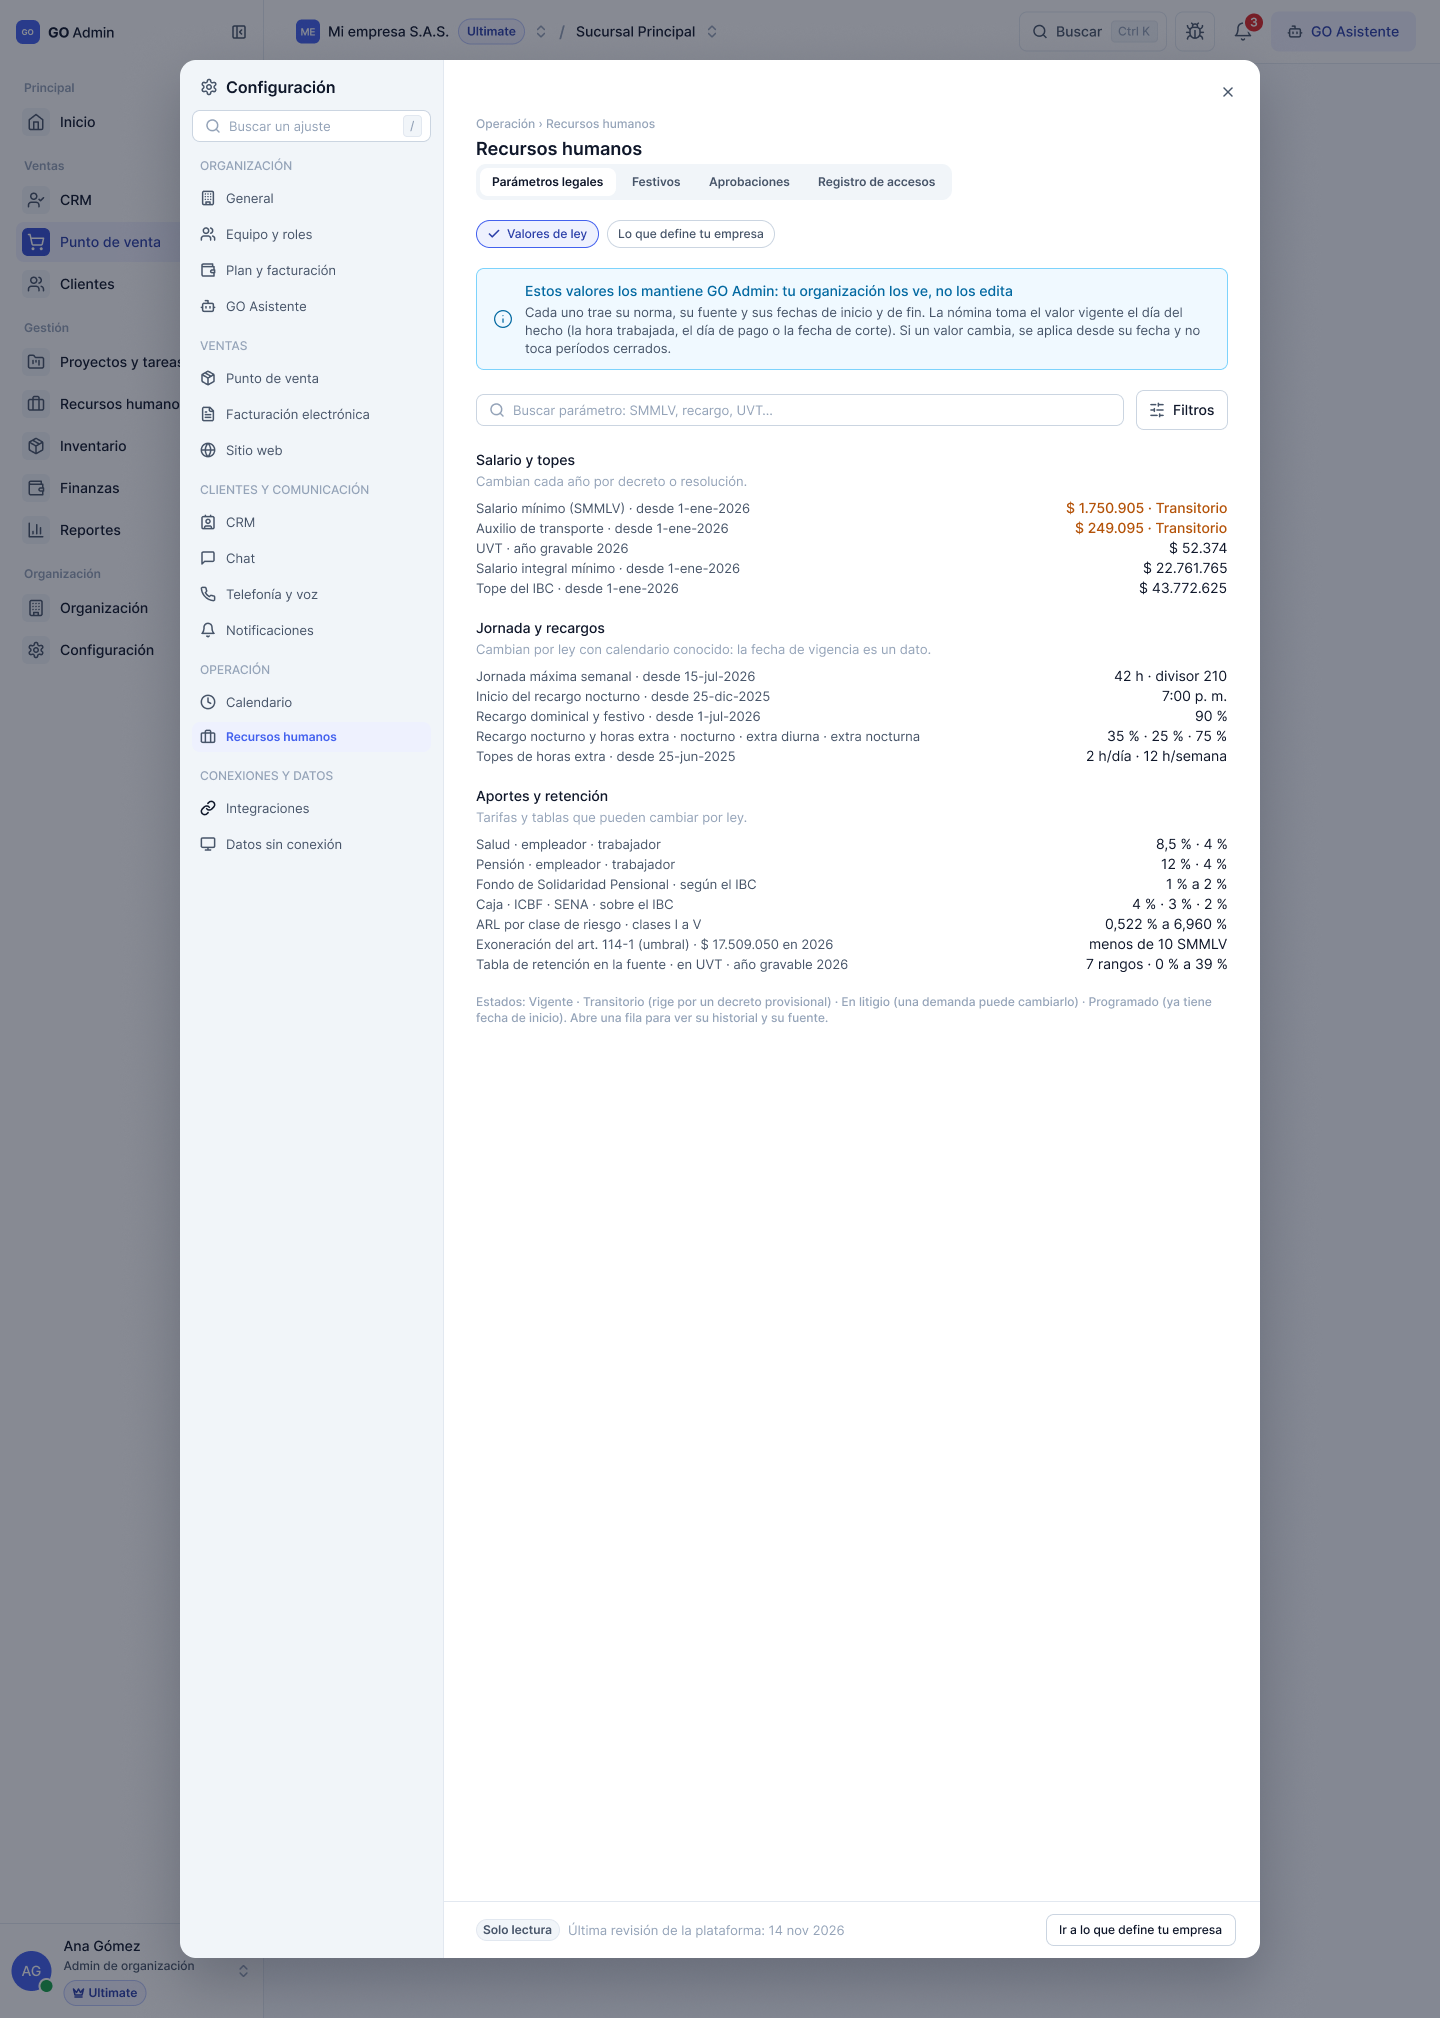 GO
GO Admin
ME
Mi empresa S.A.S.
Ultimate
/
Sucursal Principal
Buscar
Ctrl K
3
GO Asistente
Principal
Inicio
Ventas
CRM
Punto de venta
Clientes
Gestión
Proyectos y tareas
Recursos humano
Inventario
Finanzas
Reportes
Organización
Organización
Configuración
Ana Gómez
AG
Admin de organización
Ultimate
Configuración
Buscar un ajuste
/
ORGANIZACIÓN
General
Equipo y roles
Plan y facturación
GO Asistente
VENTAS
Punto de venta
Facturación electrónica
Sitio web
CLIENTES Y COMUNICACIÓN
CRM
Chat
Telefonía y voz
Notificaciones
OPERACIÓN
Calendario
Recursos humanos
CONEXIONES Y DATOS
Integraciones
Datos sin conexión
Operación › Recursos humanos
Recursos humanos
Parámetros legales
Festivos
Aprobaciones
Registro de accesos
Valores de ley
Lo que define tu empresa
Estos valores los mantiene GO Admin: tu organización los ve, no los edita
Cada uno trae su norma, su fuente y sus fechas de inicio y de fin. La nómina toma el valor vigente el día del
hecho (la hora trabajada, el día de pago o la fecha de corte). Si un valor cambia, se aplica desde su fecha y no
toca períodos cerrados.
Buscar parámetro: SMMLV, recargo, UVT...
Filtros
Salario y topes
Cambian cada año por decreto o resolución.
Salario mínimo (SMMLV) · desde 1-ene-2026 $ 1.750.905 · Transitorio
Auxilio de transporte · desde 1-ene-2026 $ 249.095 · Transitorio
UVT · año gravable 2026 $ 52.374
Salario integral mínimo · desde 1-ene-2026 $ 22.761.765
Tope del IBC · desde 1-ene-2026 $ 43.772.625
Jornada y recargos
Cambian por ley con calendario conocido: la fecha de vigencia es un dato.
Jornada máxima semanal · desde 15-jul-2026 42 h · divisor 210
Inicio del recargo nocturno · desde 25-dic-2025 7:00 p. m.
Recargo dominical y festivo · desde 1-jul-2026 90 %
Recargo nocturno y horas extra · nocturno · extra diurna · extra nocturna 35 % · 25 % · 75 %
Topes de horas extra · desde 25-jun-2025 2 h/día · 12 h/semana
Aportes y retención
Tarifas y tablas que pueden cambiar por ley.
Salud · empleador · trabajador 8,5 % · 4 %
Pensión · empleador · trabajador 12 % · 4 %
Fondo de Solidaridad Pensional · según el IBC 1 % a 2 %
Caja · ICBF · SENA · sobre el IBC 4 % · 3 % · 2 %
ARL por clase de riesgo · clases I a V 0,522 % a 6,960 %
Exoneración del art. 114-1 (umbral) · $ 17.509.050 en 2026 menos de 10 SMMLV
Tabla de retención en la fuente · en UVT · año gravable 2026 7 rangos · 0 % a 39 %
Estados: Vigente · Transitorio (rige por un decreto provisional) · En litigio (una demanda puede cambiarlo) · Programado (ya tiene
fecha de inicio). Abre una fila para ver su historial y su fuente.
Solo lectura
Última revisión de la plataforma: 14 nov 2026
Ir a lo que define tu empresa